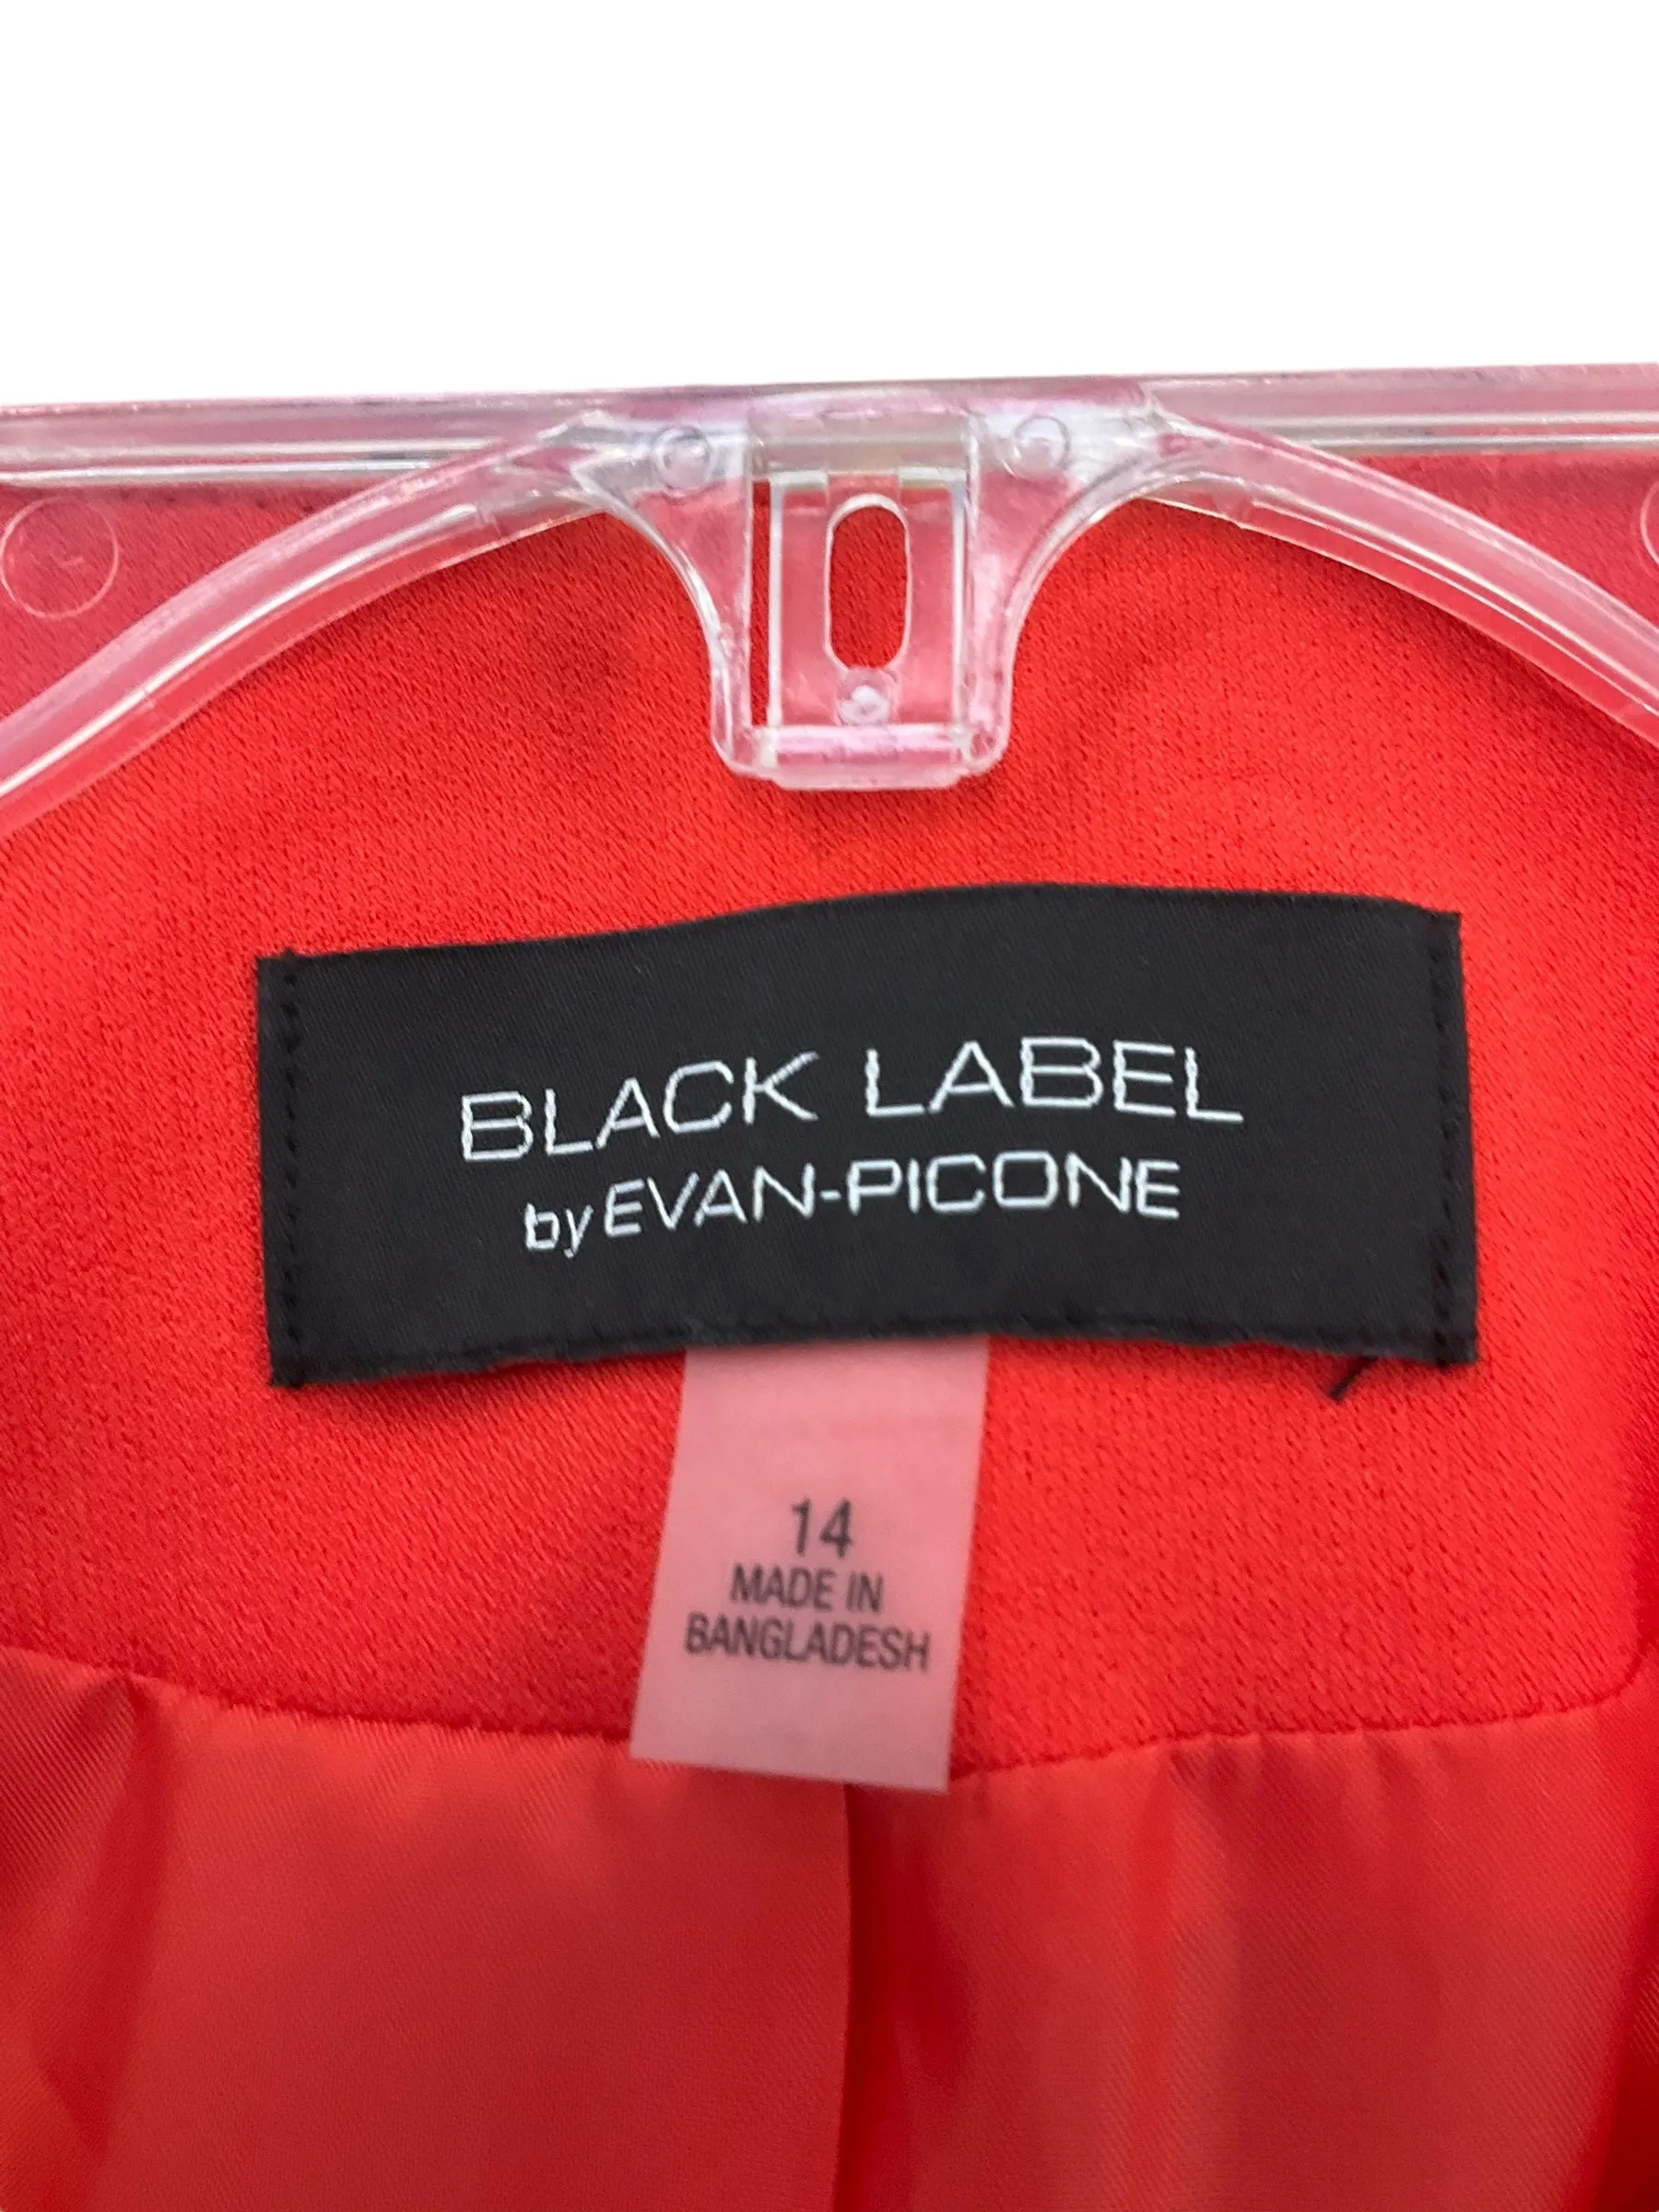 BLACK LABEL
by EVAN-PICONE
14
MADE IN
BANGLADESH